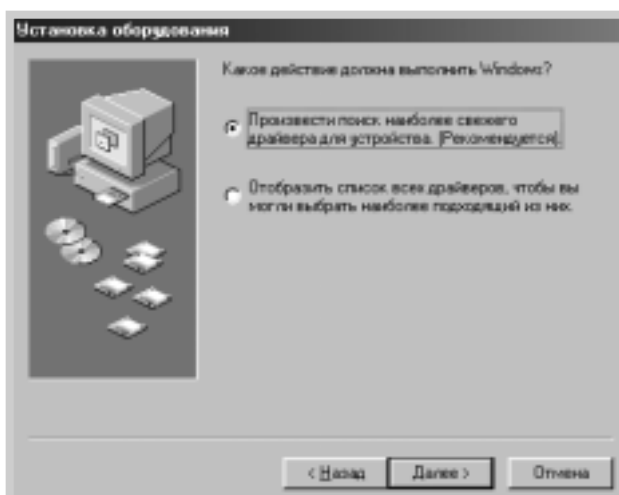 Установка оборудования
Какое действие должна выполнить Windows?
Произвести поиск наиболее свежего
драйвера для устройства. [Рекомендуется].
Отобразить список всех драйверов, чтобы вы
могли выбрать наиболее подходящий из них.
< Назад
Далее >
Отмена